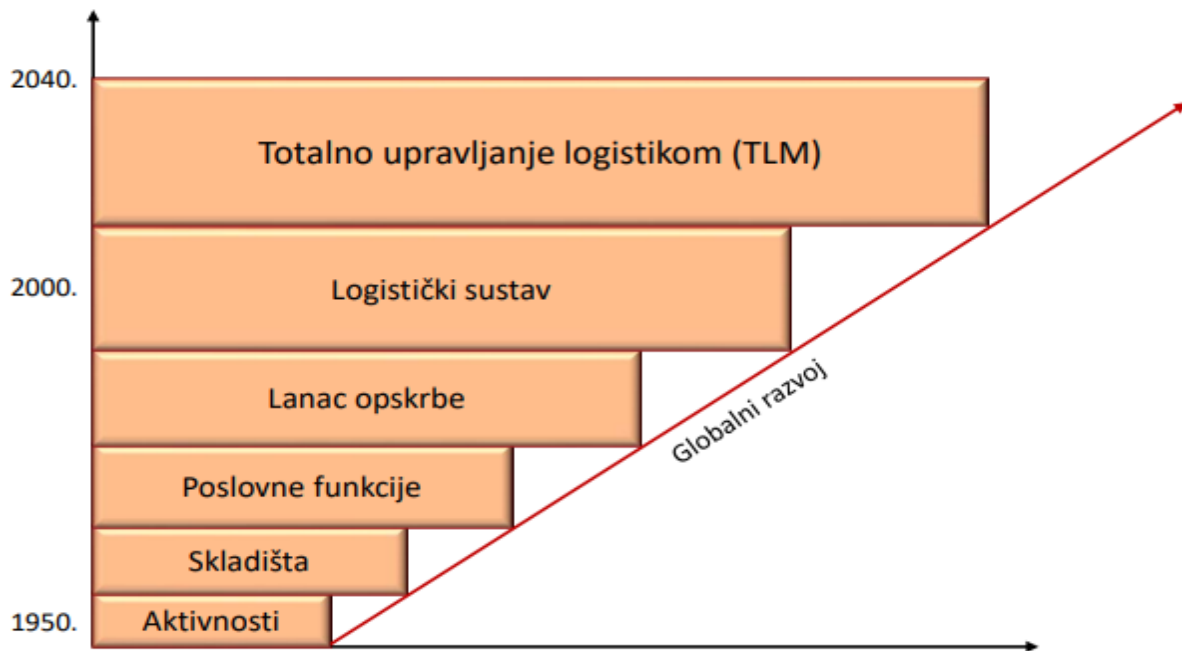 2040.
Totalno upravljanje logistikom (TLM)
2000.
Logistički sustav
Lanac opskrbe
Globalni razvoj
Poslovne funkcije
Skladišta
1950.
Aktivnosti